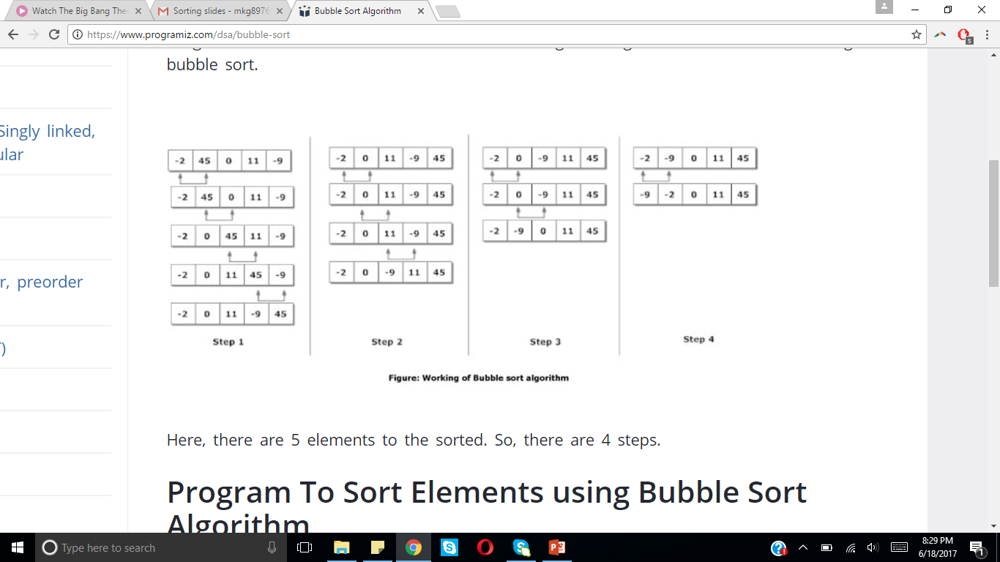 Watch The Big Bang The
Sorting slides - mkg8976
Bubble Sort Algorithm
https://www.programiz.com/dsa/bubble-sort
5
bubble sort.
Singly linked,
ular
r, preorder
)
-2 45 0 11 -9
-2 45 0 11 -9
-2 0 45 11 -9
-2 0 11 45 -9
-2 0 11 -9 45
Step 1
-2 0 11 -9 45
-2 0 11 -9 45
-2 0 11 -9 45
-2 0 -9 11 45
Step 2
-2 0 -9 11 45
-2 0 -9 11 45
-2 -9 0 11 45
Step 3
-2 -9 0 11 45
-9 -2 0 11 45
Step 4
Figure: Working of Bubble sort algorithm
Here, there are 5 elements to the sorted. So, there are 4 steps.
Program To Sort Elements using Bubble Sort
Algorithm
Type here to search
8:29 PM
6/18/2017
1